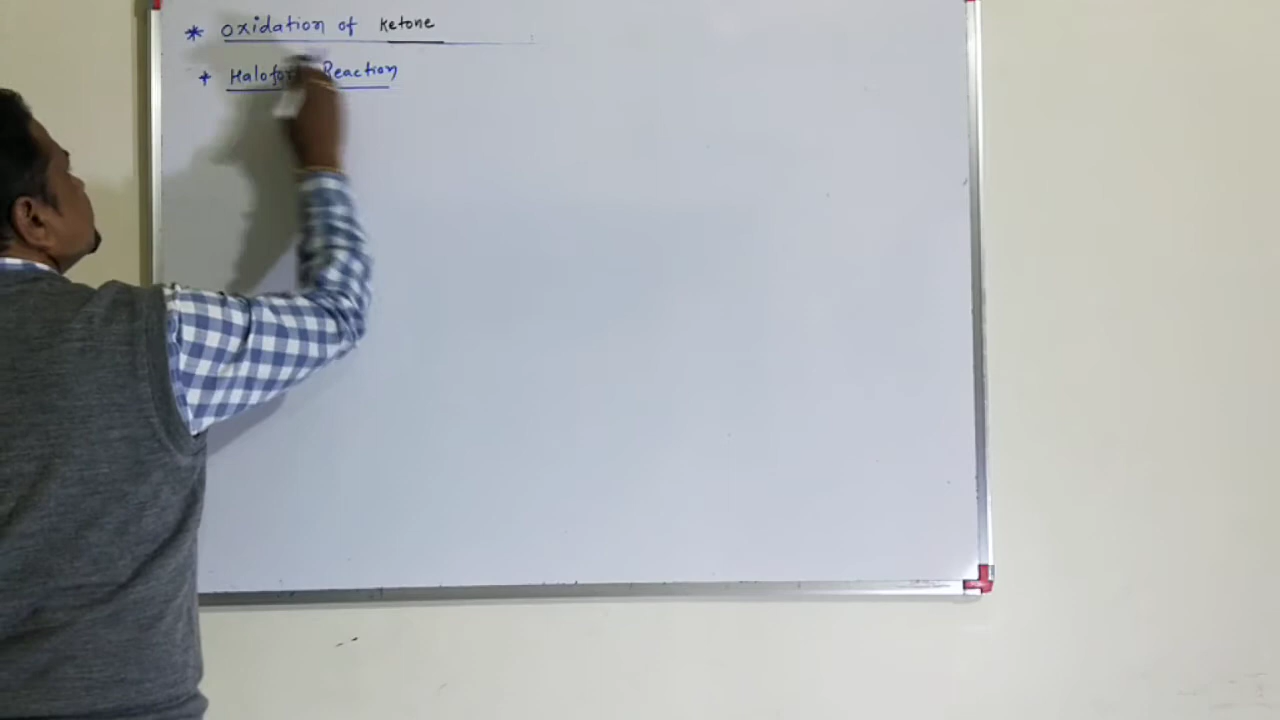 * Oxidation of Ketone
+ Haloform Reaction